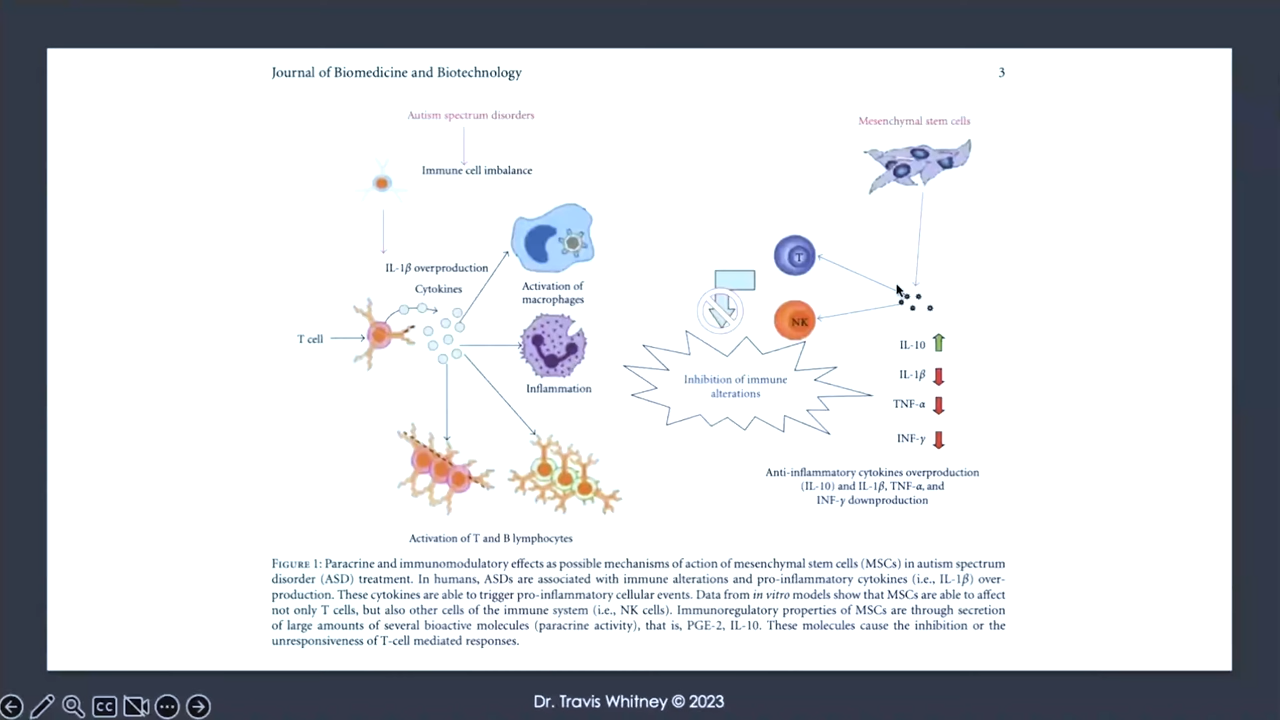 Journal of Biomedicine and Biotechnology
3
Autism spectrum disorders
Immune cell imbalance
IL-1β overproduction
Cytokines
T cell
Activation of
macrophages
Inflammation
Activation of T and B lymphocytes
Mesenchymal stem cells
T
NK
Inhibition of immune
alterations
IL-10
IL-1β
TNF-α
INF-γ
Anti-inflammatory cytokines overproduction
(IL-10) and IL-1β, TNF-α, and
INF-γ downproduction
FIGURE 1: Paracrine and immunomodulatory effects as possible mechanisms of action of mesenchymal stem cells (MSCs) in autism spectrum
disorder (ASD) treatment. In humans, ASDs are associated with immune alterations and pro-inflammatory cytokines (i.e., IL-1β) over-
production. These cytokines are able to trigger pro-inflammatory cellular events. Data from in vitro models show that MSCs are able to affect
not only T cells, but also other cells of the immune system (i.e., NK cells). Immunoregulatory properties of MSCs are through secretion
of large amounts of several bioactive molecules (paracrine activity), that is, PGE-2, IL-10. These molecules cause the inhibition or the
unresponsiveness of T-cell mediated responses.
CC
Dr. Travis Whitney © 2023